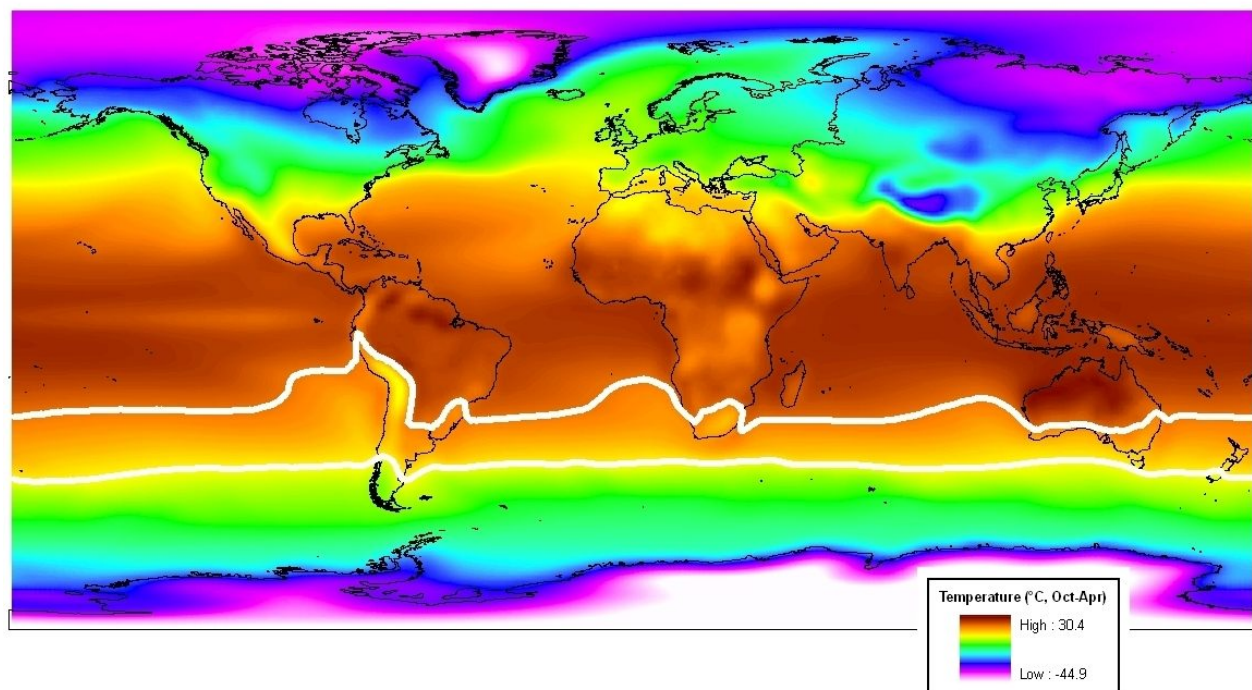 Temperature (°C, Oct-Apr)
High : 30.4
Low : -44.9